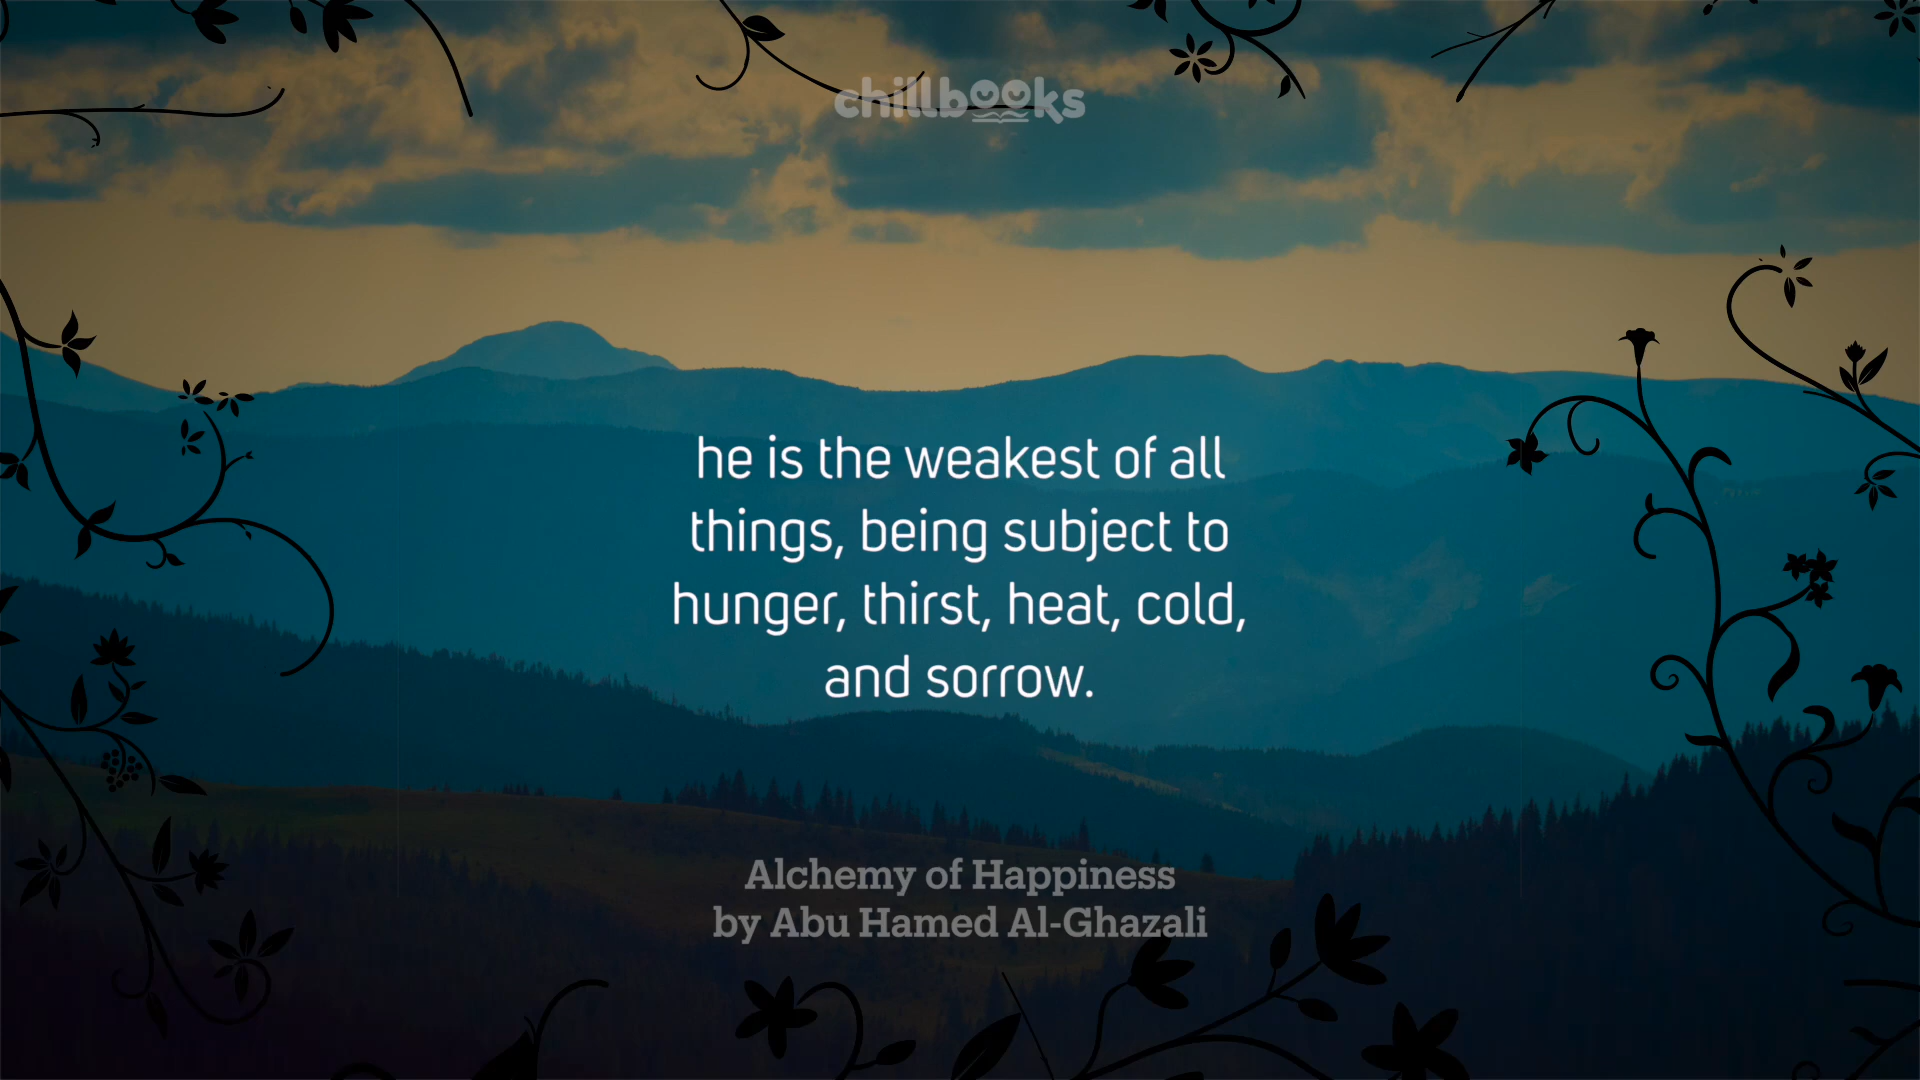 chillbooks
he is the weakest of all
things, being subject to
hunger, thirst, heat, cold,
and sorrow.
Alchemy of Happiness
by Abu Hamed Al-Ghazali